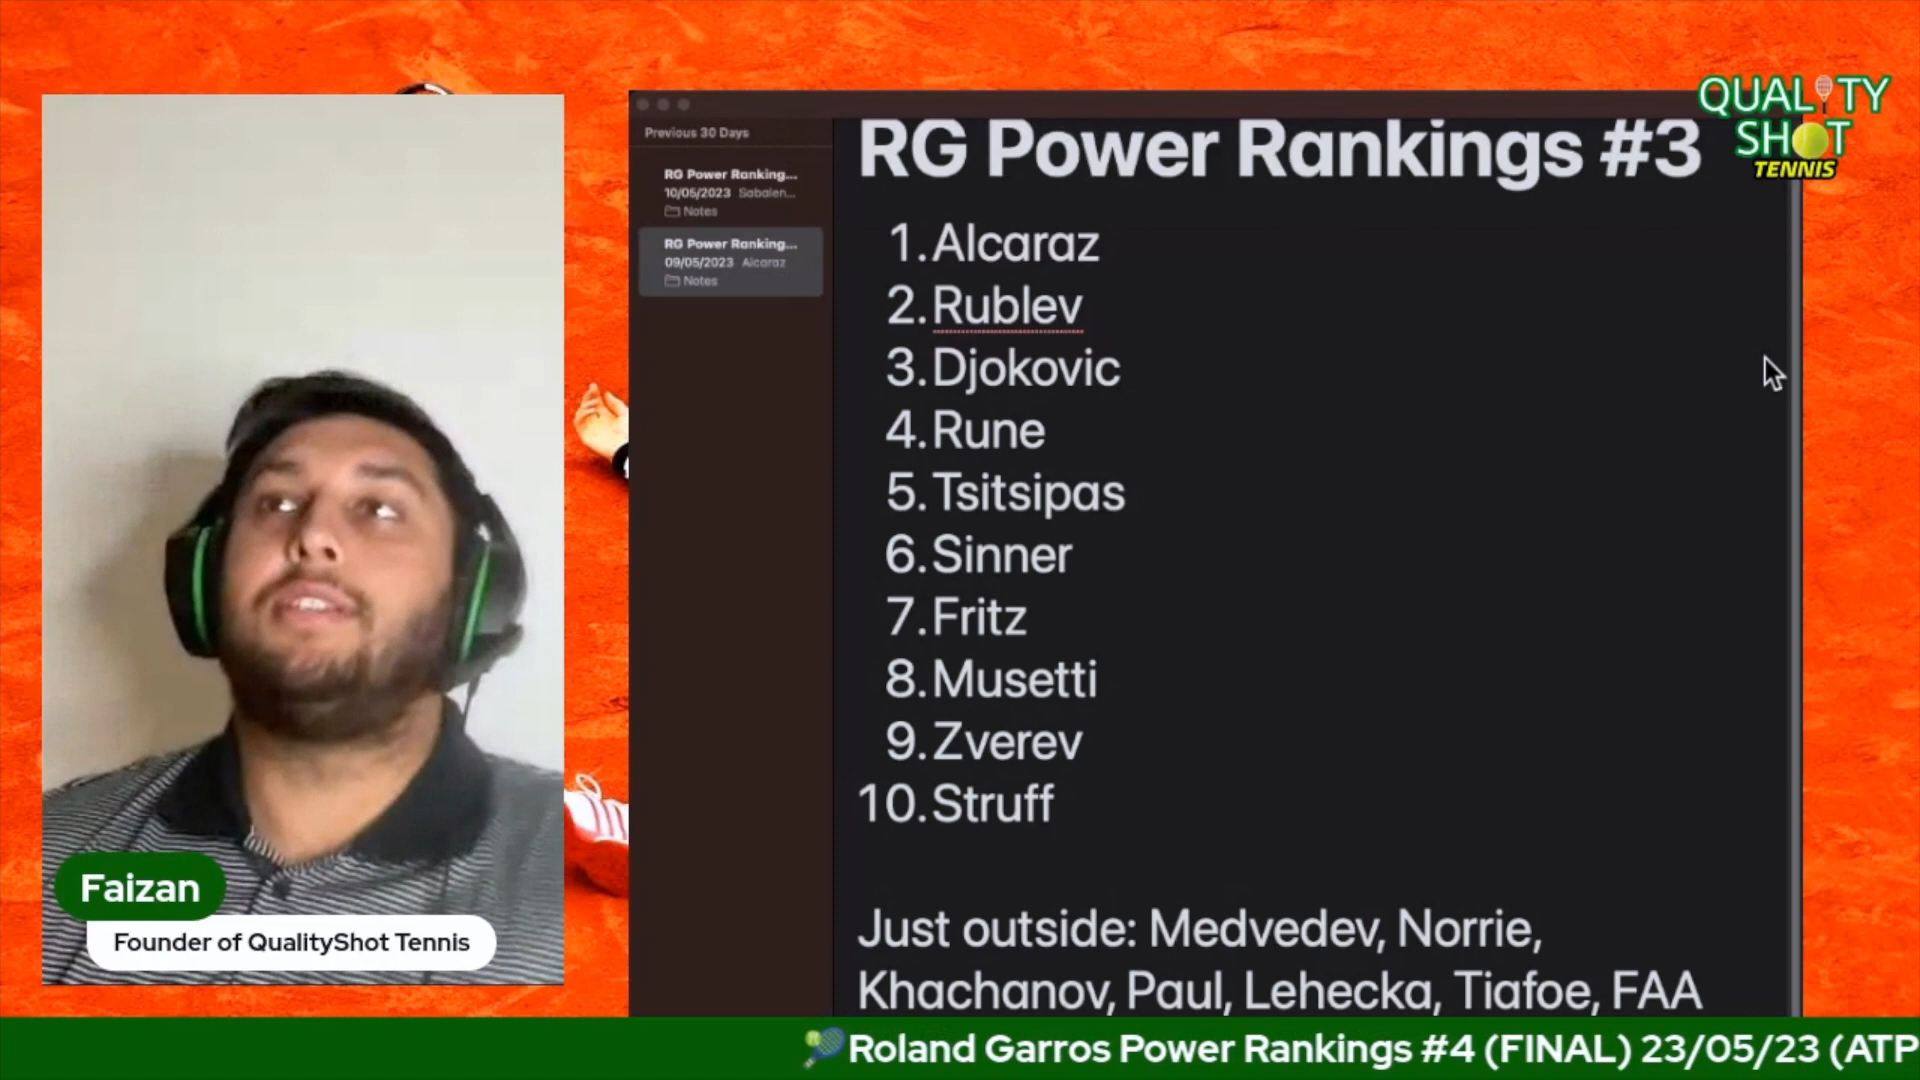 QUALITY
SHOT
TENNIS
Previous 30 Days
RG Power Ranking...
10/05/2023 Sabalen...
Notes
RG Power Ranking...
09/05/2023 Alcaraz
Notes
RG Power Rankings #3
1. Alcaraz
2. Rublev
3. Djokovic
4. Rune
5. Tsitsipas
6. Sinner
7. Fritz
8. Musetti
9. Zverev
10. Struff
Just outside: Medvedev, Norrie,
Khachanov, Paul, Lehecka, Tiafoe, FAA
Faizan
Founder of QualityShot Tennis
Roland Garros Power Rankings #4 (FINAL) 23/05/23 (ATP